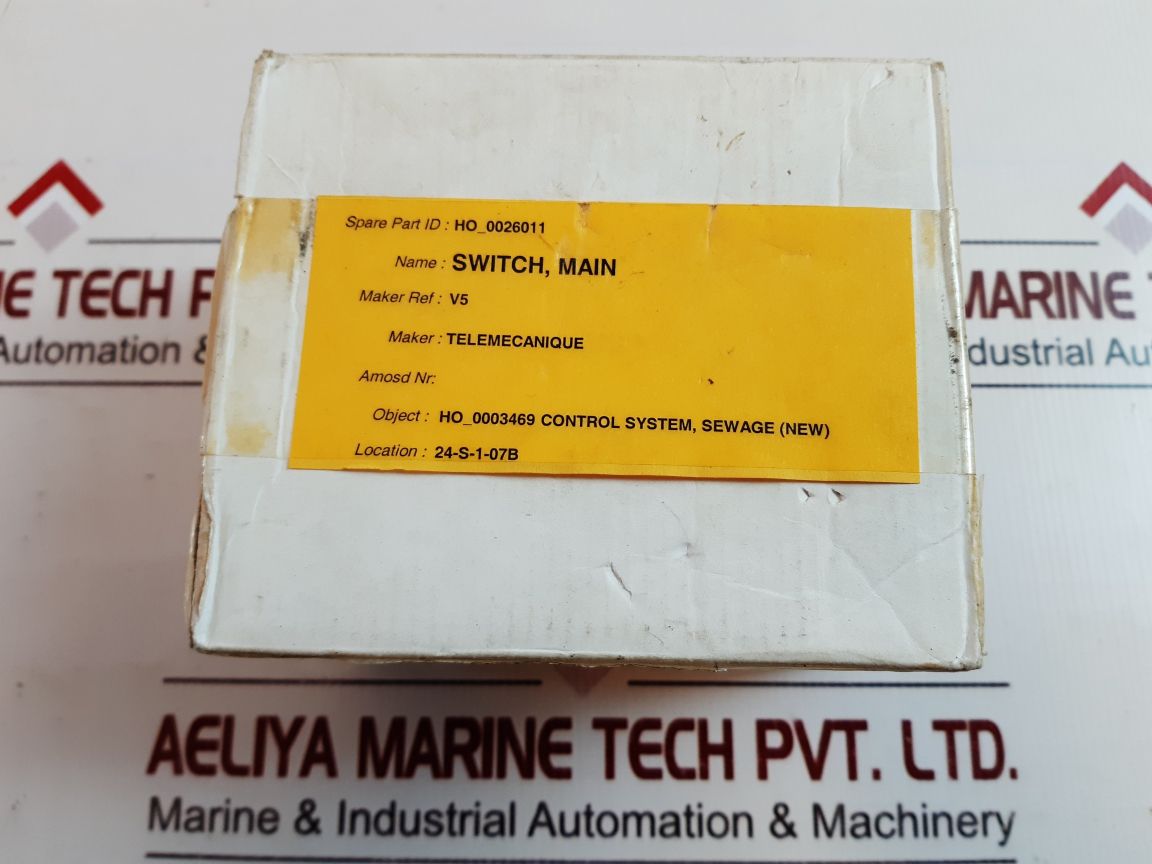 Spare Part ID : HO_0026011
Name : SWITCH, MAIN
Maker Ref : V5
Maker : TELEMECANIQUE
Amosd Nr:
Object : HO_0003469 CONTROL SYSTEM, SEWAGE (NEW)
Location : 24-S-1-07B
NE TECH P
Automation &
MARINE T
dustrial Au
AELIYA MARINE TECH PVT. LTD.
Marine & Industrial Automation & Machinery